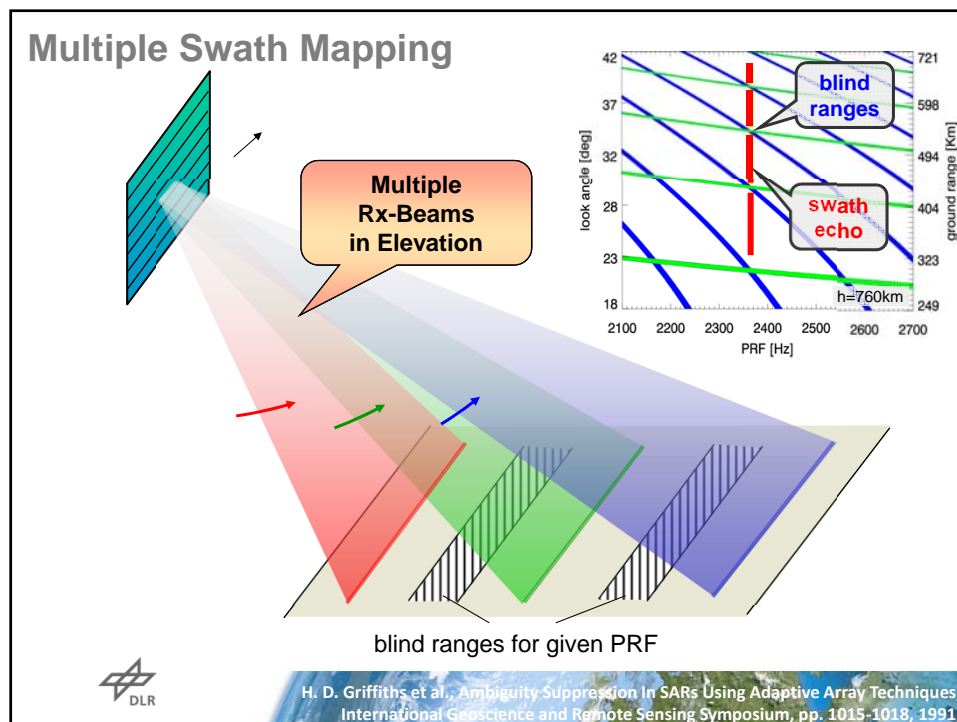 Multiple Swath Mapping
Multiple
Rx-Beams
in Elevation
42
37
32
28
23
18
look angle [deg]
2100 2200 2300 2400 2500 2600 2700
PRF [Hz]
721
598
494
404
323
249
ground range [Km]
blind
ranges
swath
echo
h=760km
blind ranges for given PRF
DLR
H. D. Griffiths et al., Ambiguity Suppression In SARs Using Adaptive Array Techniques
International Geoscience and Remote Sensing Symposium, pp. 1015-1018, 1991